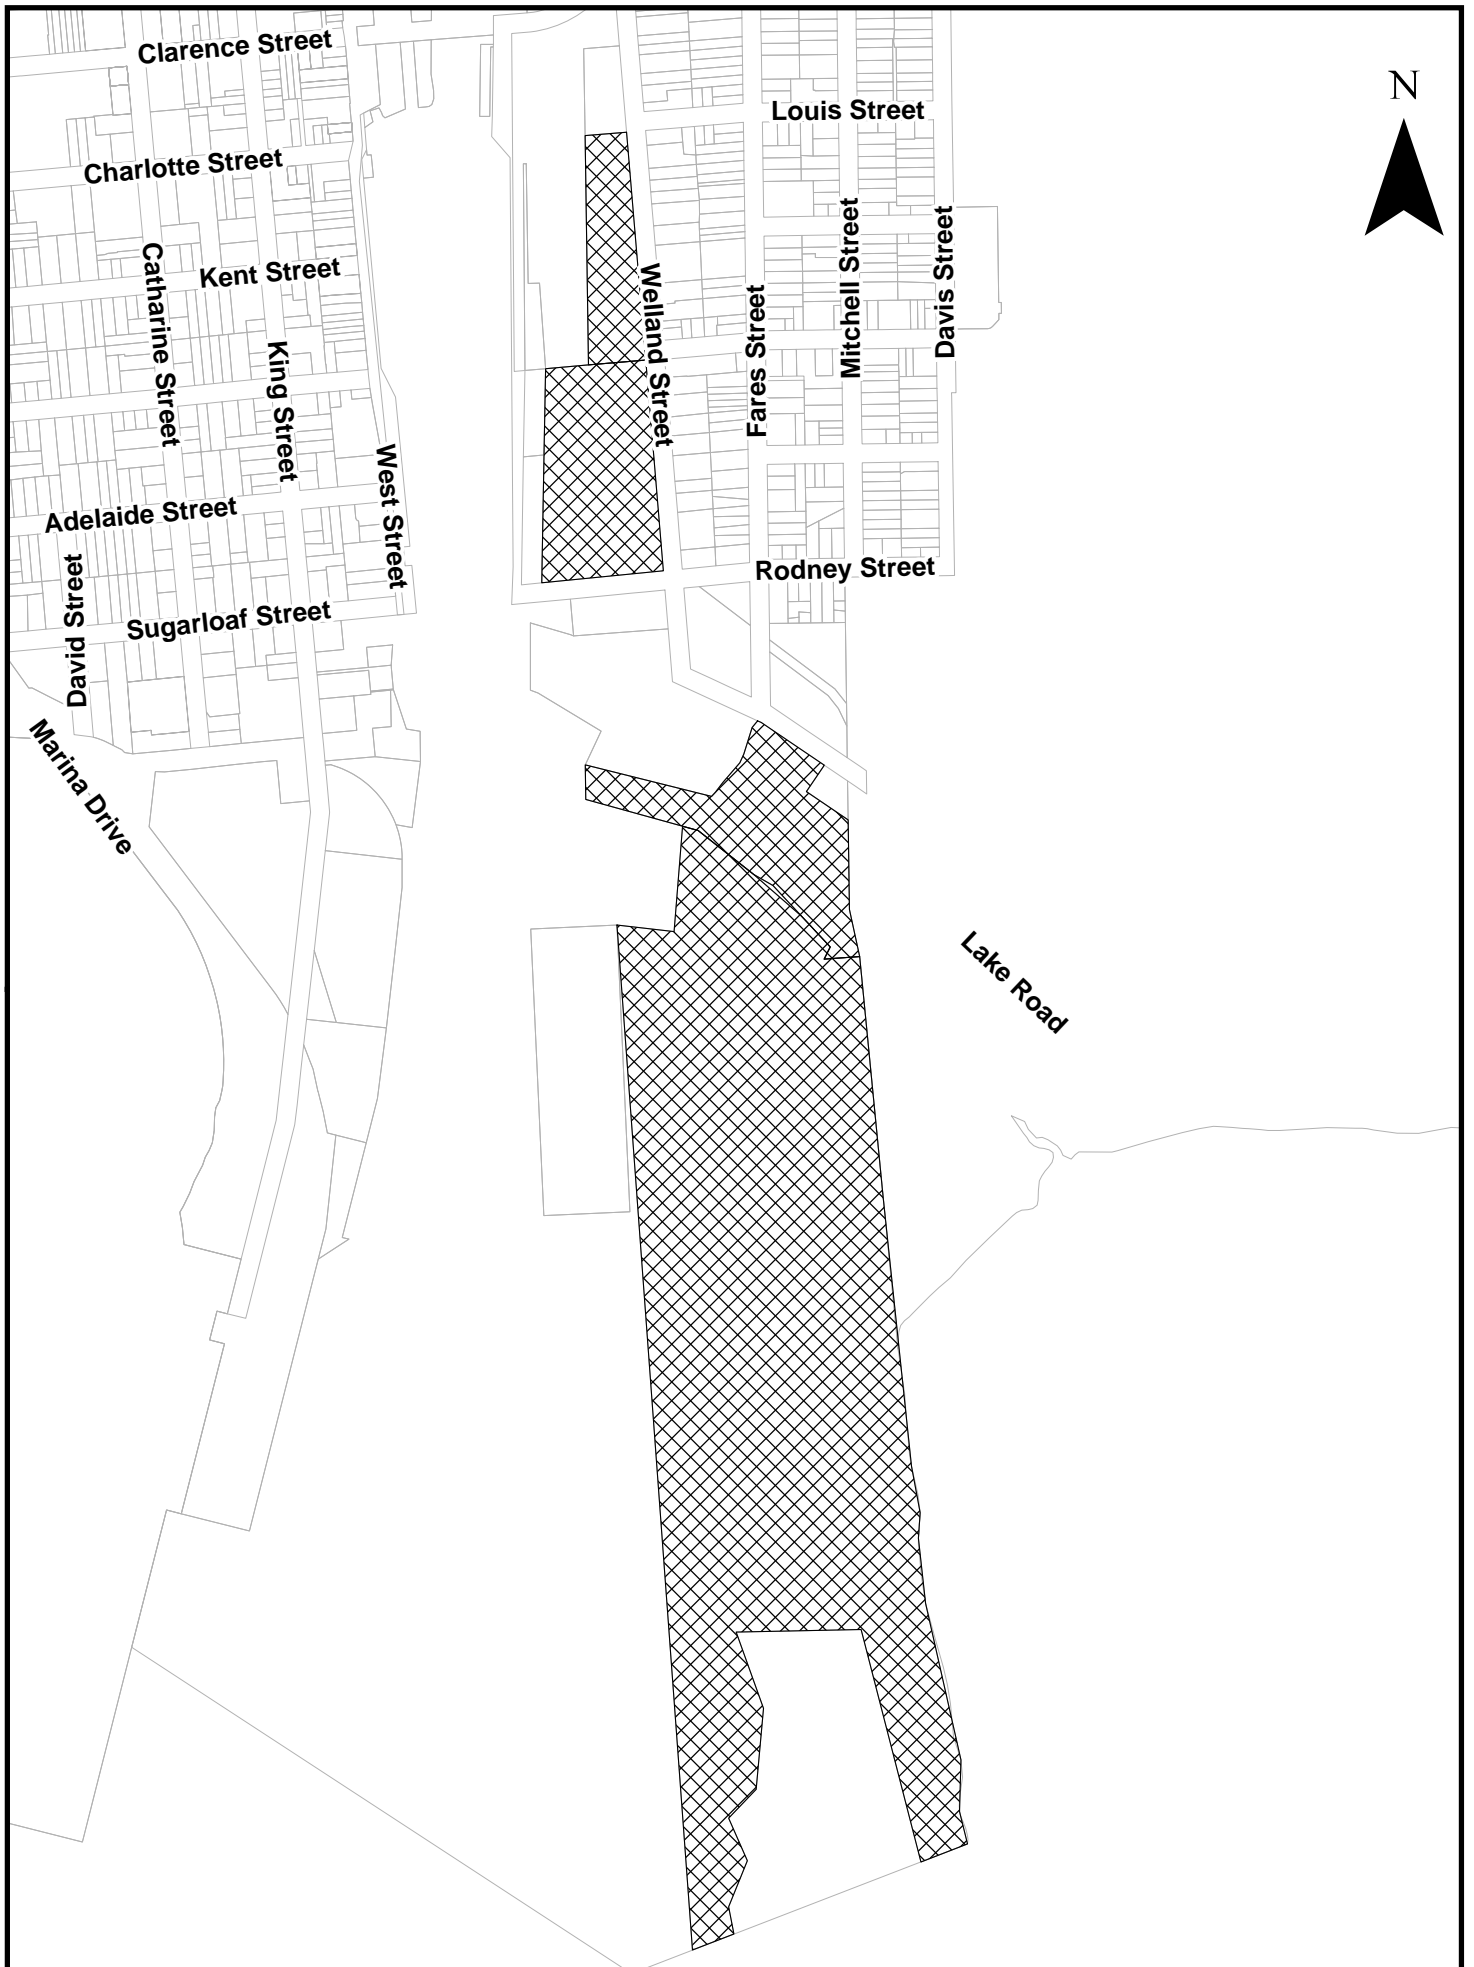 Clarence Street
N
Louis Street
Charlotte Street
Catharine Street
Kent Street
Mitchell Street
Davis Street
Welland Street
Fares Street
King Street
West Street
Adelaide Street
David Street
Rodney Street
Sugarloaf Street
Marina Drive
Lake Road